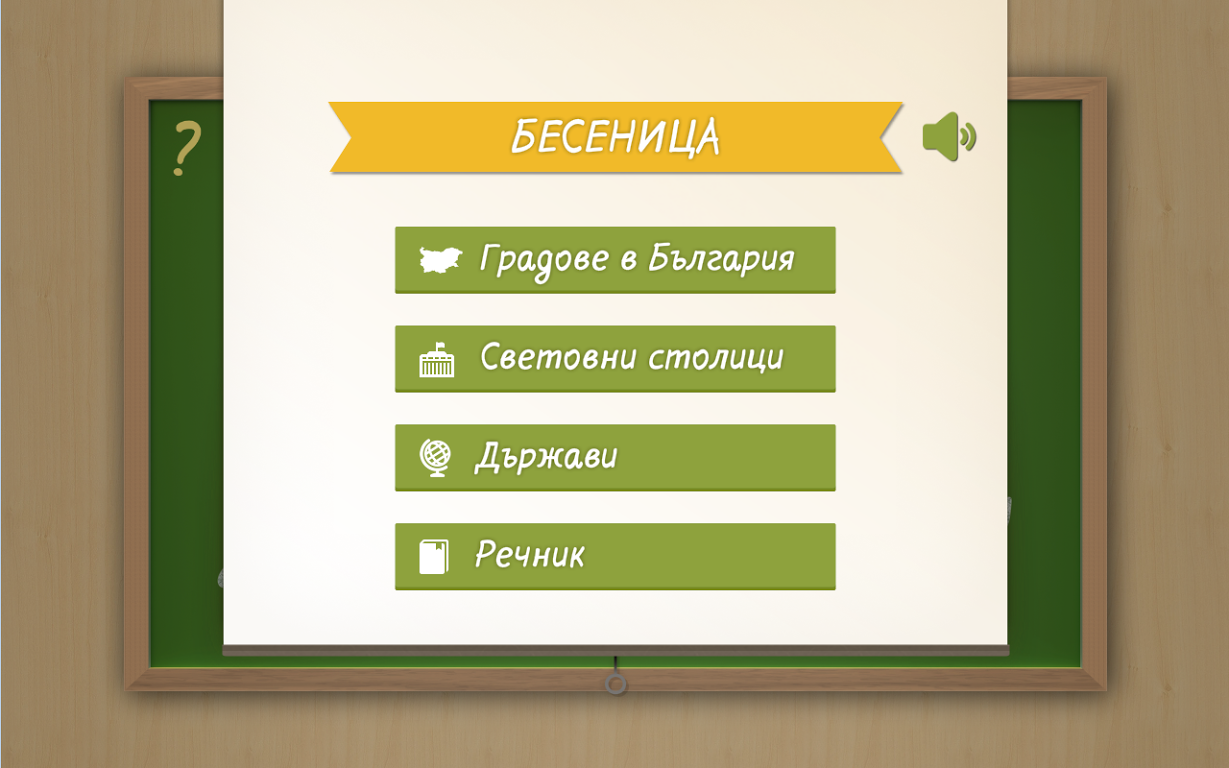 ?
БЕСЕНИЦА
Градове в България
Световни столици
Държави
Речник